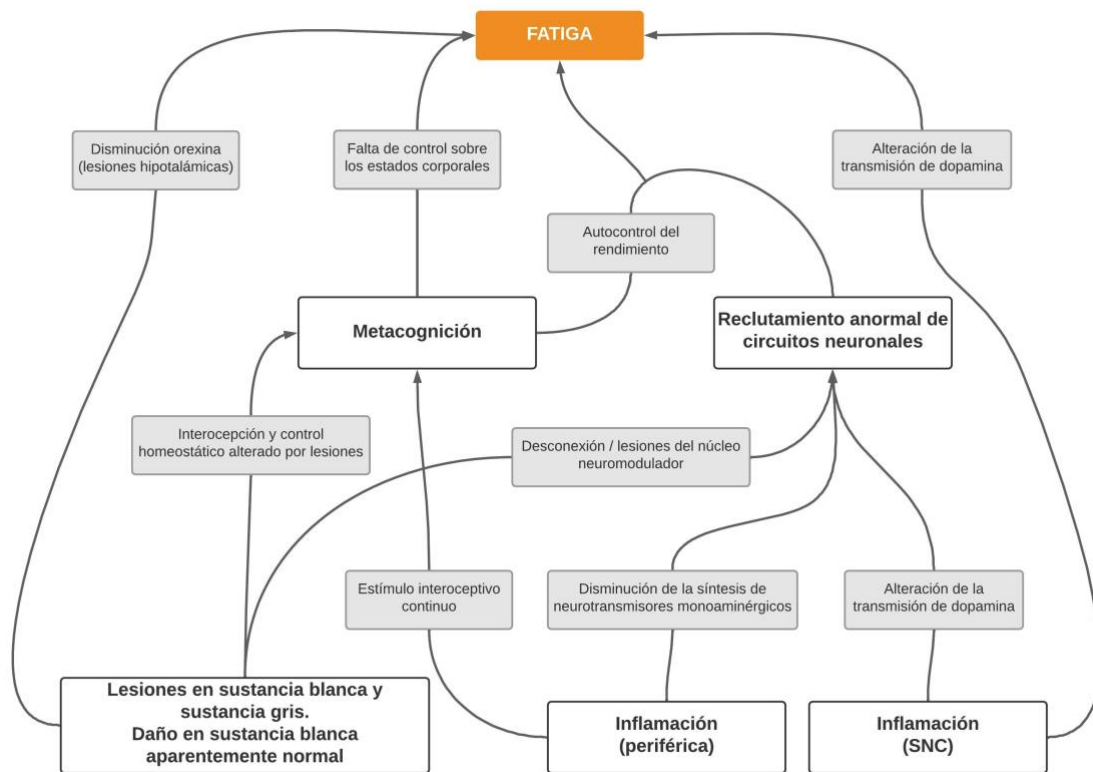 FATIGA
Disminución orexina
(lesiones hipotalámicas)
Falta de control sobre
los estados corporales
Alteración de la
transmisión de dopamina
Autocontrol del
rendimiento
Metacognición
Reclutamiento anormal de
circuitos neuronales
Interocepción y control
homeostático alterado por lesiones
Desconexión / lesiones del núcleo
neuromodulador
Estímulo interoceptivo
continuo
Disminución de la síntesis de
neurotransmisores monoaminérgicos
Alteración de la
transmisión de dopamina
Lesiones en sustancia blanca y
sustancia gris.
Daño en sustancia blanca
aparentemente normal
Inflamación
(periférica)
Inflamación
(SNC)